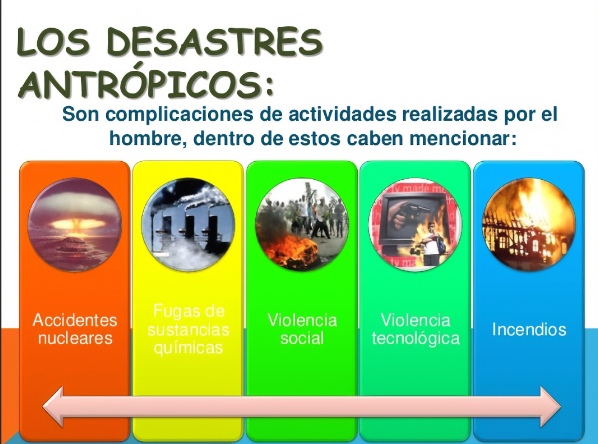 LOS DESASTRES
ANTRÓPICOS:
Son complicaciones de actividades realizadas por el
hombre, dentro de estos caben mencionar:
Accidentes
nucleares
Fugas de
sustancias
químicas
Violencia
social
Violencia
tecnológica
Incendios